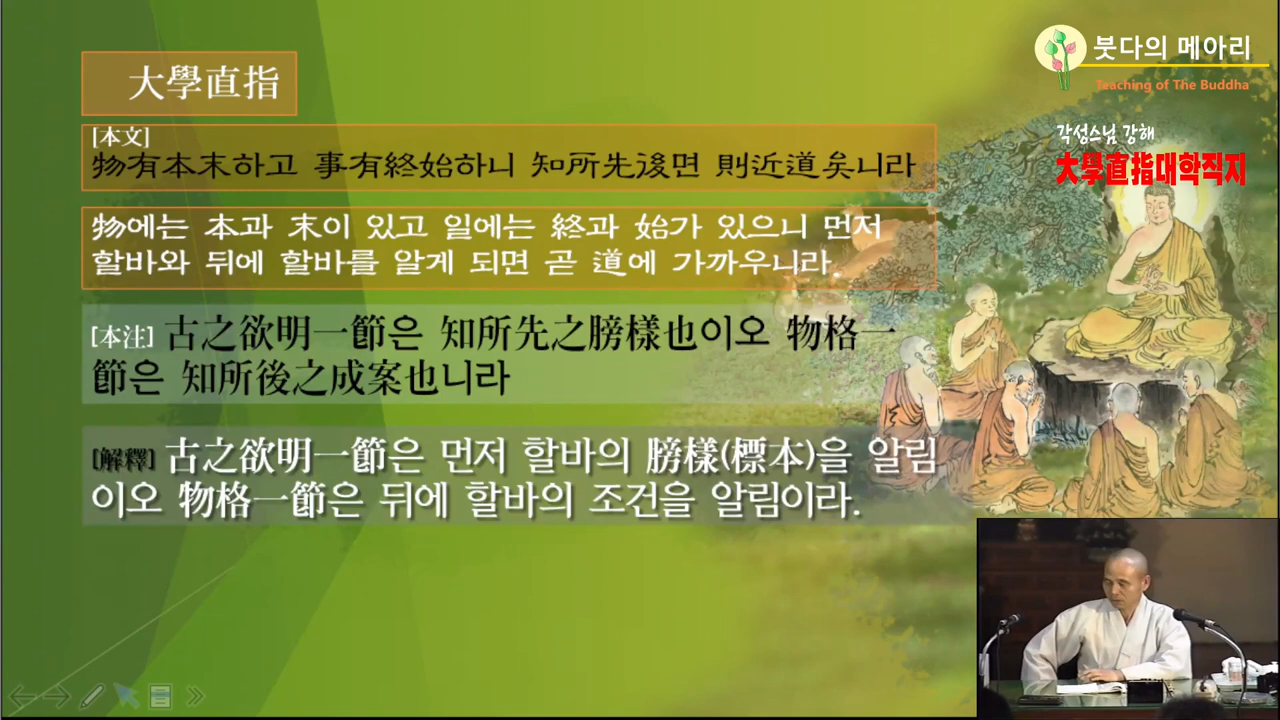 大學直指
[本文]
物有本末하고 事有終始하니 知所先後면 則近道矣니라
物에는 本과 末이 있고 일에는 終과 始가 있으니 먼저
할바와 뒤에 할바를 알게 되면 곧 道에 가까우니라.
[本注] 古之欲明一節은 知所先之膀樣也이오 物格一
節은 知所後之成案也니라
[解釋] 古之欲明一節은 먼저 할바의 膀樣(標本)을 알림
이오 物格一節은 뒤에 할바의 조건을 알림이라.
붓다의 메아리
Teaching of The Buddha
각성스님 강해
大學直指대학직지